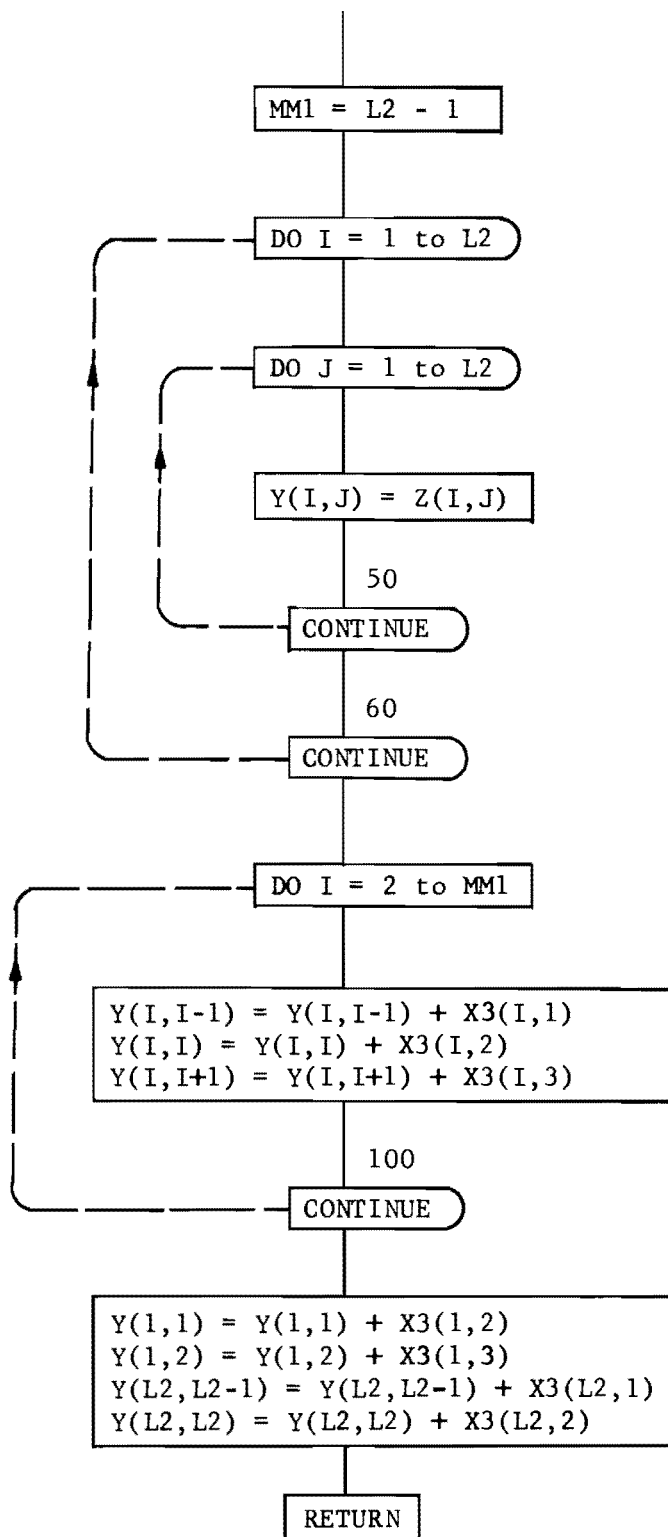 MM1 = L2 - 1
DO I = 1 to L2
DO J = 1 to L2
Y(I,J) = Z(I,J)
50
CONTINUE
60
CONTINUE
DO I = 2 to MM1
Y(I,I-1) = Y(I,I-1) + X3(I,1)
Y(I,I) = Y(I,I) + X3(I,2)
Y(I,I+1) = Y(I,I+1) + X3(I,3)
100
CONTINUE
Y(1,1) = Y(1,1) + X3(1,2)
Y(1,2) = Y(1,2) + X3(1,3)
Y(L2,L2-1) = Y(L2,L2-1) + X3(L2,1)
Y(L2,L2) = Y(L2,L2) + X3(L2,2)
RETURN